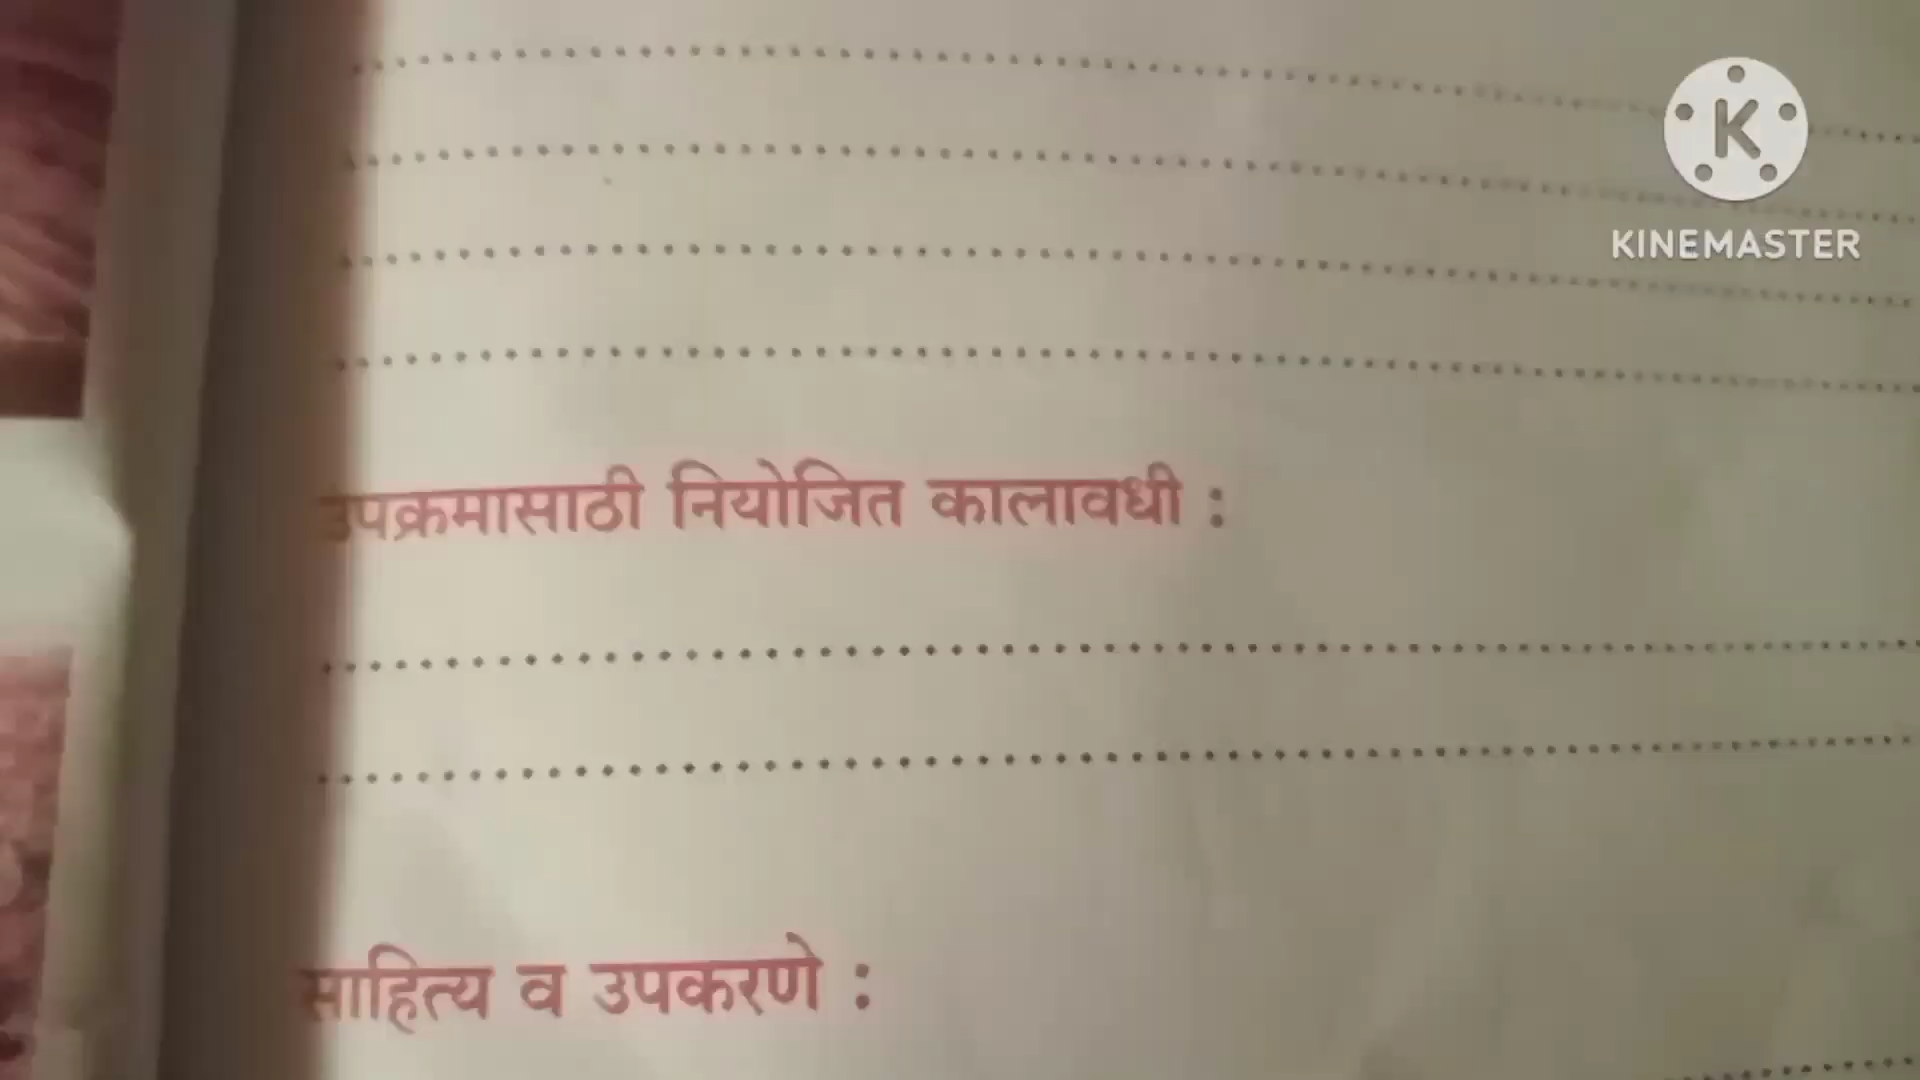 KINEMASTER
उपक्रमासाठी नियोजित कालावधी :
साहित्य व उपकरणे :